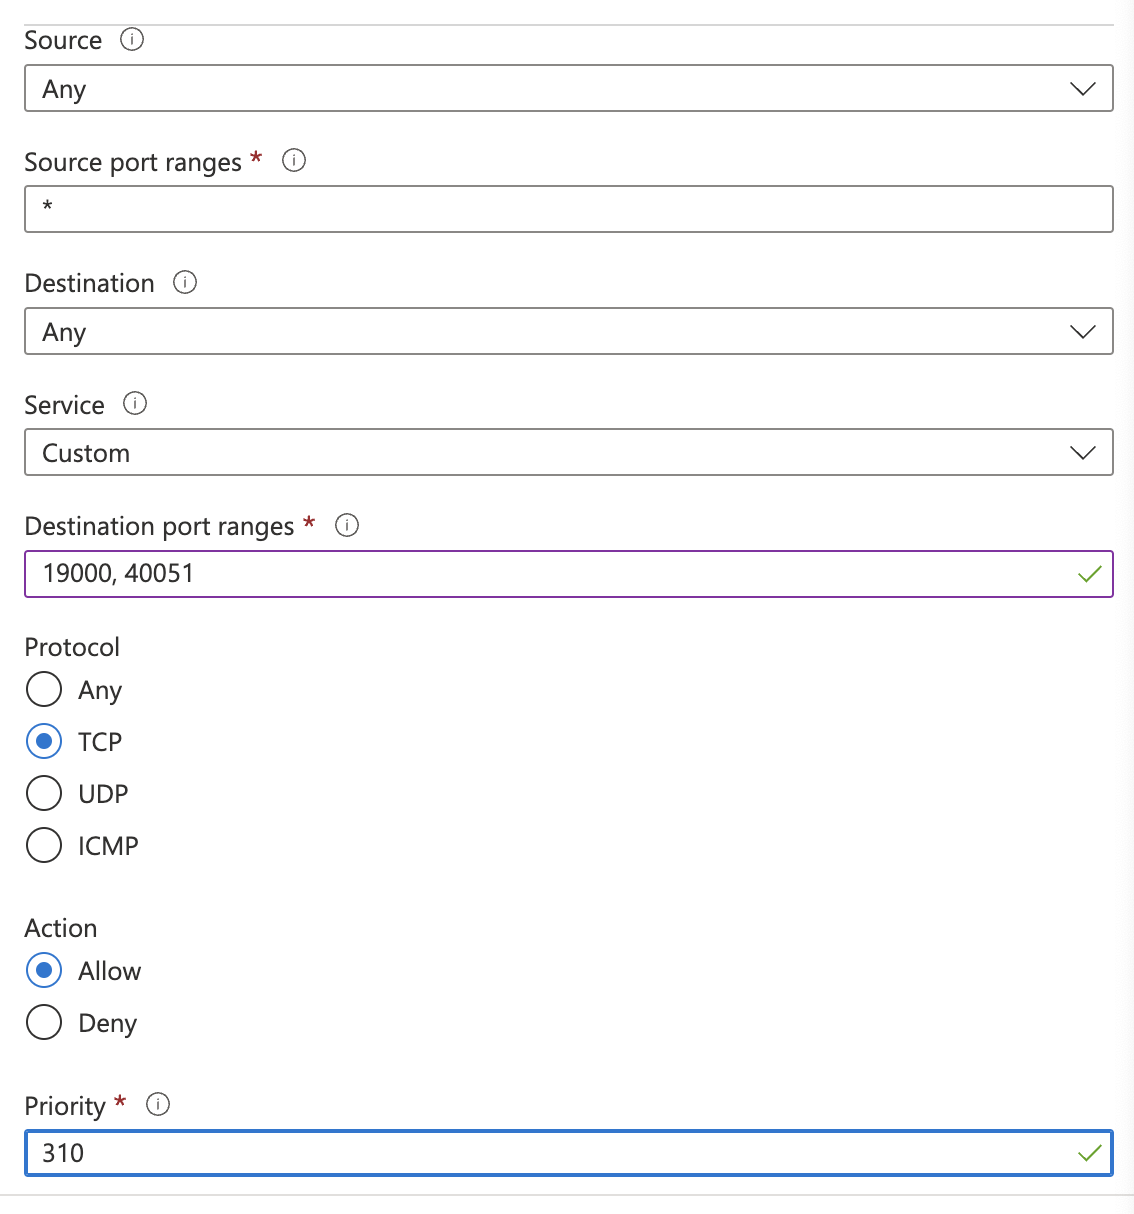 Source
Any
Source port ranges *
*
Destination
Any
Service
Custom
Destination port ranges *
19000, 40051
Protocol
Any
TCP
UDP
ICMP
Action
Allow
Deny
Priority *
310